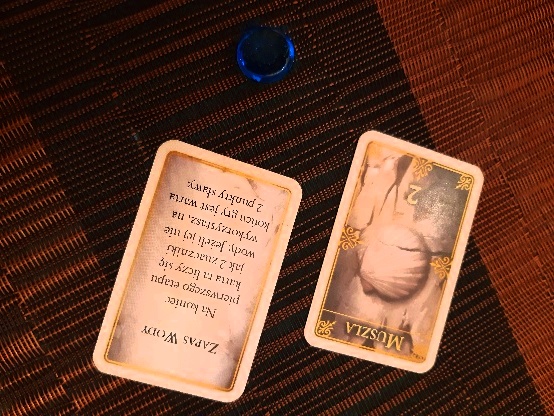 Zapas Wody
Na koniec
pierwszego etapu
karta ta liczy się
jak 2 znaczniki
wody. Jeżeli jej nie
wykorzystasz, na
koniec gry jest warta
2 punkty sławy.
Muszla
2